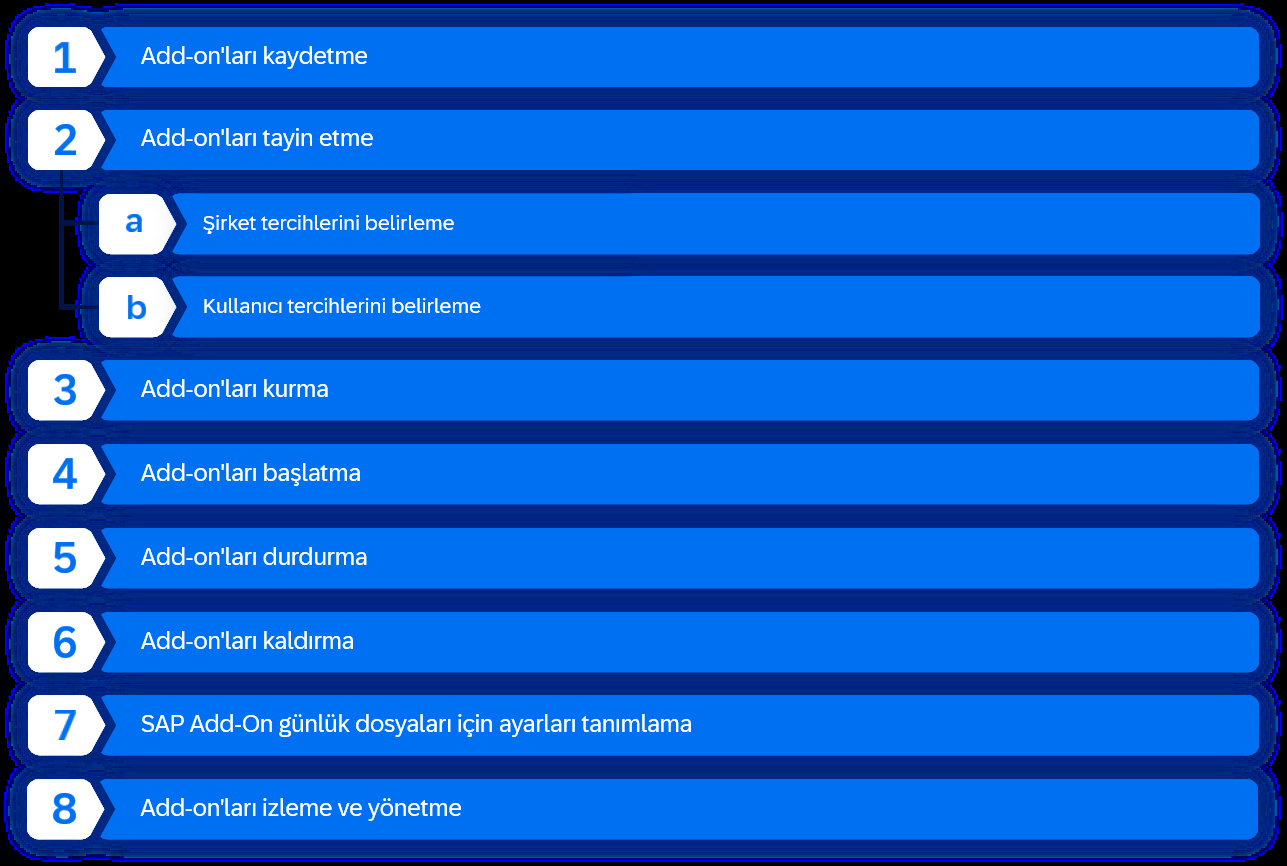 1 Add-on'ları kaydetme
2 Add-on'ları tayin etme
a Şirket tercihlerini belirleme
b Kullanıcı tercihlerini belirleme
3 Add-on'ları kurma
4 Add-on'ları başlatma
5 Add-on'ları durdurma
6 Add-on'ları kaldırma
7 SAP Add-On günlük dosyaları için ayarları tanımlama
8 Add-on'ları izleme ve yönetme